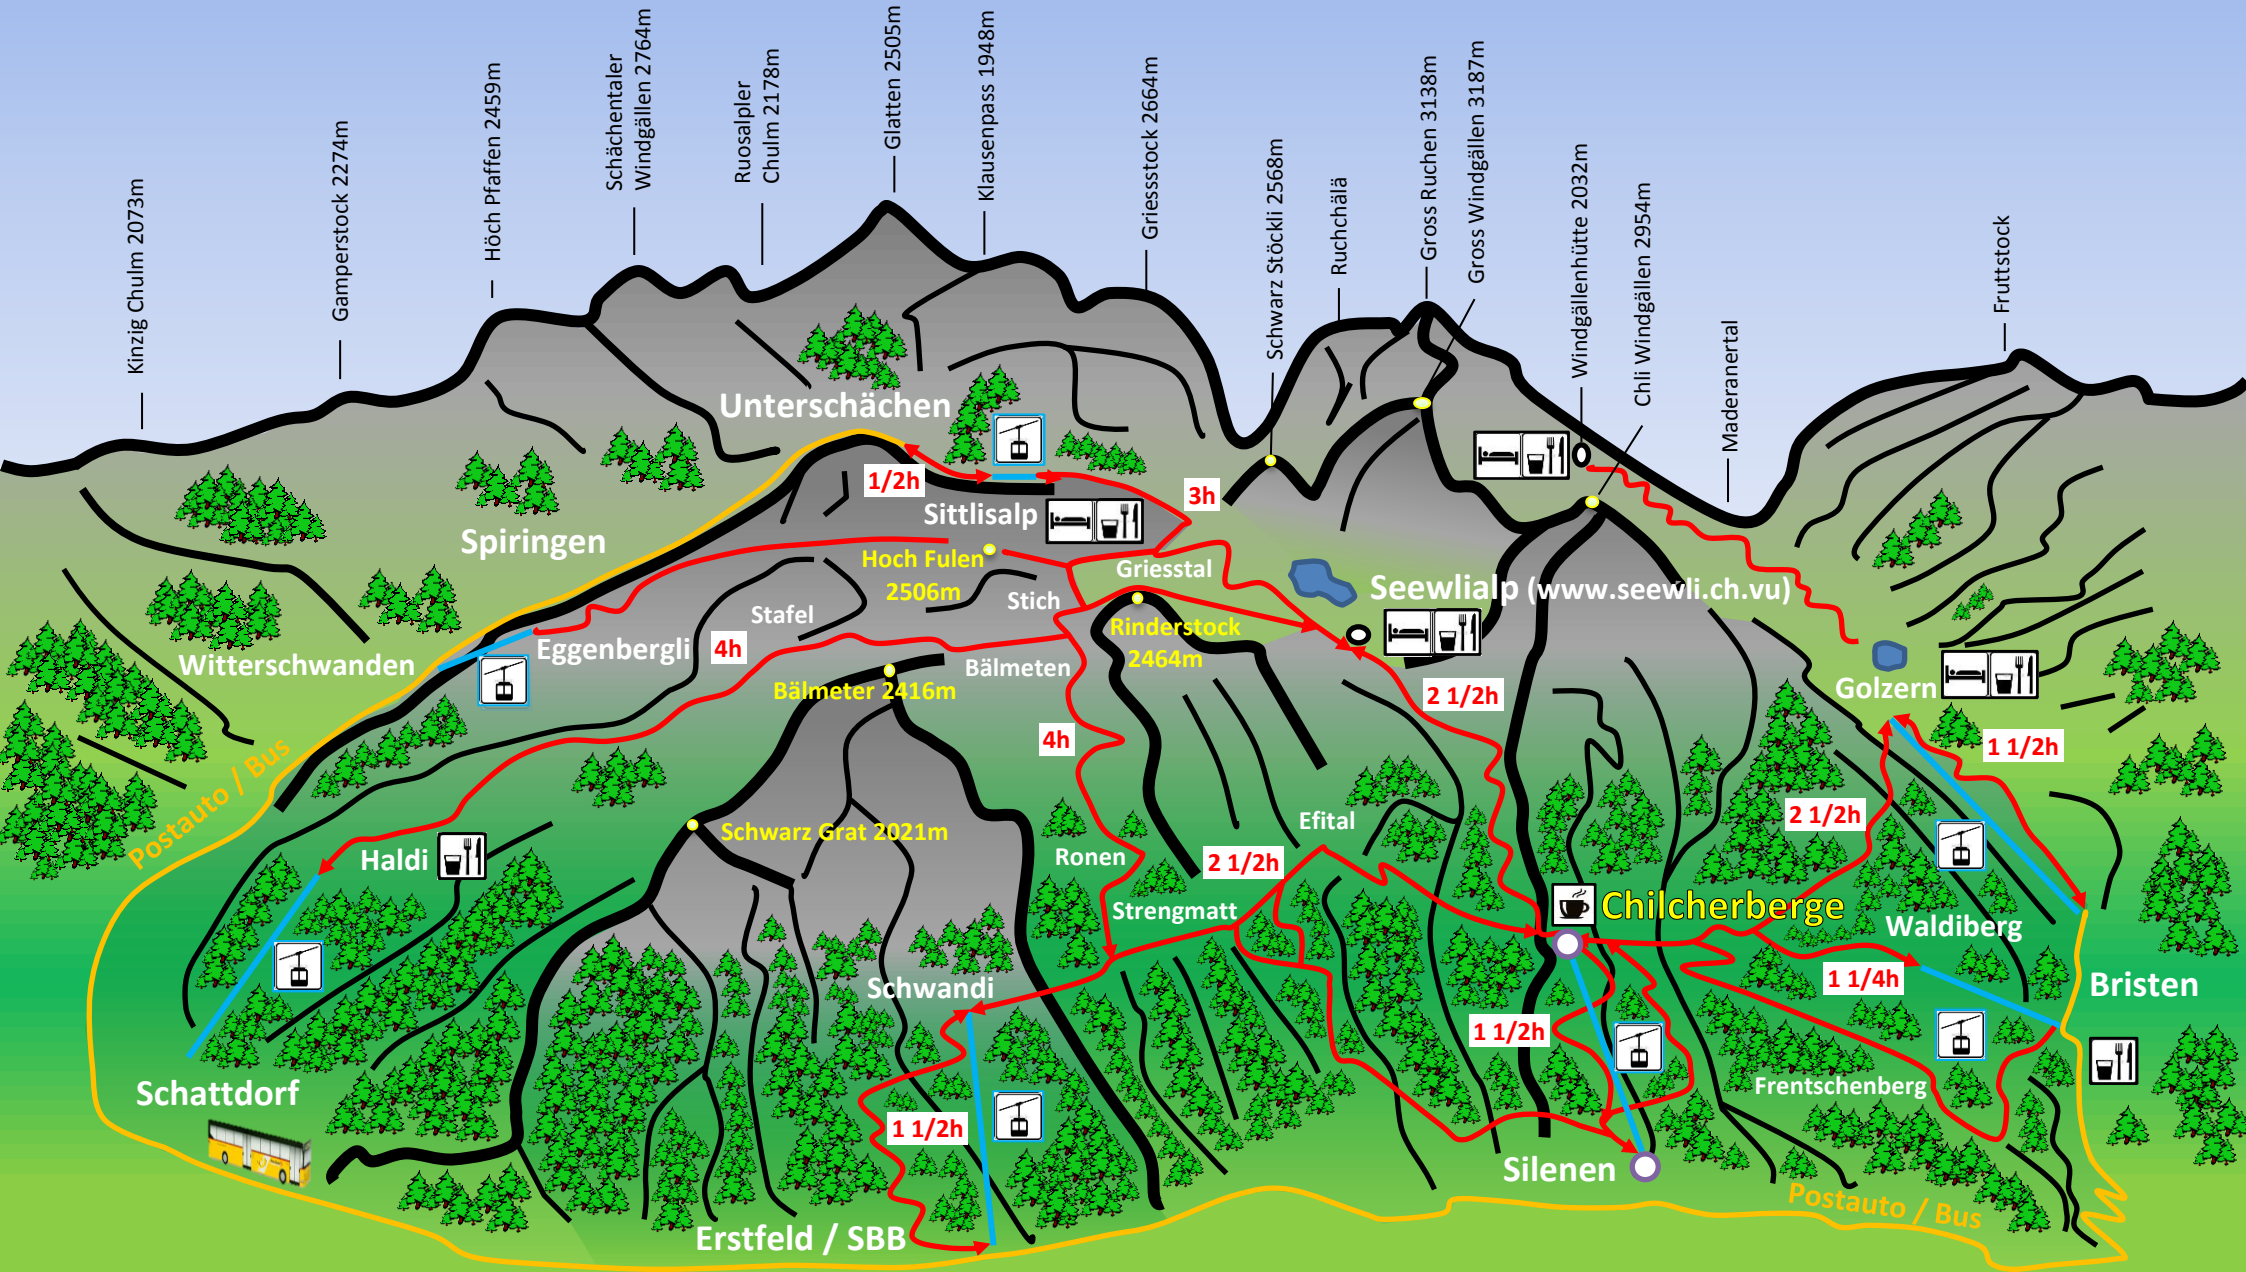 Kinzig Chulm 2073m
Gamperstock 2274m
Höch Pfaffen 2459m
Schächentaler
Windgällen 2764m
Ruosalpler
Chulm 2178m
Glatten 2505m
Klausenpass 1948m
Griessstock 2664m
Schwarz Stöckli 2568m
Ruchchälä
Gross Ruchen 3138m
Gross Windgällen 3187m
Windgällenhütte 2032m
Chli Windgällen 2954m
Maderanertal
Fruttstock
Unterschächen
1/2h
3h
Sittlisalp
Spiringen
Hoch Fulen
2506m
Griesstal
Seewlialp (www.seewli.ch.vu)
Stich
Stafel
Rinderstock
2464m
Eggenbergli
4h
Witterschwanden
Bälmeten
Bälmeter 2416m
2 1/2h
Golzern
4h
1 1/2h
Postauto / Bus
2 1/2h
Schwarz Grat 2021m
Efital
Haldi
Ronen
2 1/2h
Strengmatt
Chilcherberge
Waldiberg
Schwandi
1 1/4h
Bristen
1 1/2h
Schattdorf
Frentschenberg
1 1/2h
Silenen
Postauto / Bus
Erstfeld / SBB